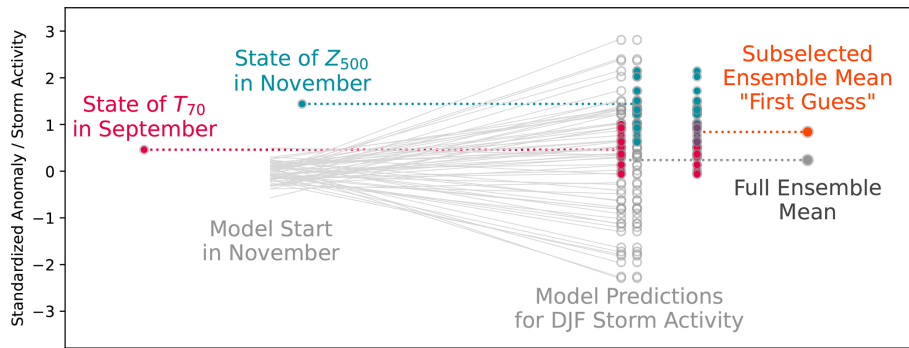 Standardized Anomaly / Storm Activity
3
2
1
0
−1
−2
−3
State of Z500
in November
State of T70
in September
Model Start
in November
Model Predictions
for DJF Storm Activity
Subselected
Ensemble Mean
"First Guess"
Full Ensemble
Mean